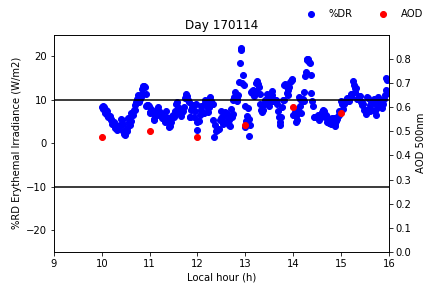 %DR AOD
Day 170114
%RD Erythemal Irradiance (W/m2)
20
10
0
−10
−20
0.8
0.7
0.6
0.5
0.4
0.3
0.2
0.1
0.0
AOD 500nm
9 10 11 12 13 14 15 16
Local hour (h)